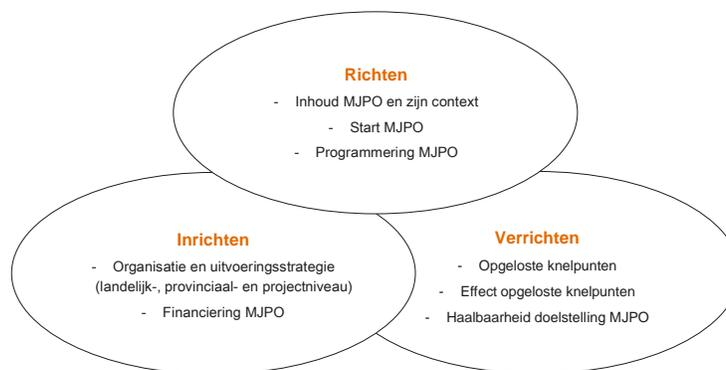 Richten
- Inhoud MJPO en zijn context
- Start MJPO
- Programmering MJPO
Inrichten
- Organisatie en uitvoeringsstrategie
(landelijk-, provinciaal- en projectniveau)
- Financiering MJPO
Verrichten
- Opgeloste knelpunten
- Effect opgeloste knelpunten
- Haalbaarheid doelstelling MJPO